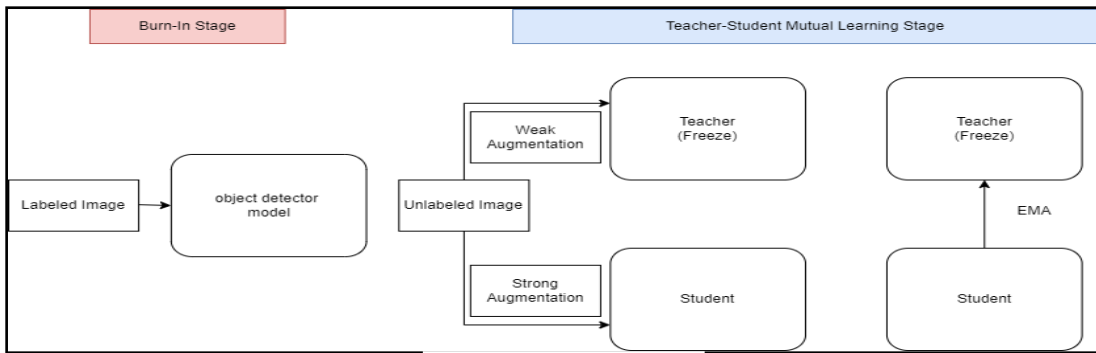 Burn-In Stage
Teacher-Student Mutual Learning Stage
Labeled Image
object detector
model
Unlabeled Image
Weak
Augmentation
Strong
Augmentation
Teacher
(Freeze)
Student
Teacher
(Freeze)
EMA
Student